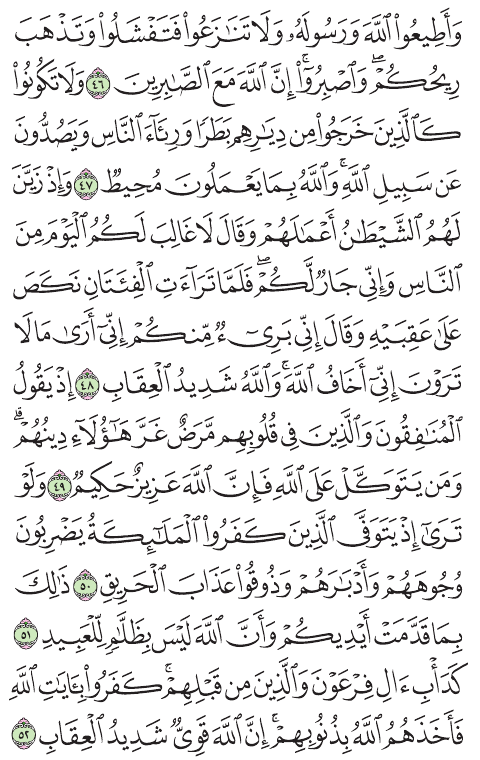 وَأَطِيعُوا۟ ٱللَّهَ وَرَسُولَهُۥ وَلَا تَنَٰزَعُوا۟ فَتَفْشَلُوا۟ وَتَذْهَبَ
رِيحُكُمْ ۖ وَٱصْبِرُوٓا۟ ۚ إِنَّ ٱللَّهَ مَعَ ٱلصَّٰبِرِينَ ٤٦ وَلَا تَكُونُوا۟
كَٱلَّذِينَ خَرَجُوا۟ مِن دِيَٰرِهِم بَطَرًا وَرِئَآءَ ٱلنَّاسِ وَيَصُدُّونَ
عَن سَبِيلِ ٱللَّهِ ۚ وَٱللَّهُ بِمَا يَعْمَلُونَ مُحِيطٌ ٤٧ وَإِذْ زَيَّنَ
لَهُمُ ٱلشَّيْطَٰنُ أَعْمَٰلَهُمْ وَقَالَ لَا غَالِبَ لَكُمُ ٱلْيَوْمَ مِنَ
ٱلنَّاسِ وَإِنِّى جَارٌ لَّكُمْ ۖ فَلَمَّا تَرَآءَتِ ٱلْفِئَتَانِ نَكَصَ
عَلَىٰ عَقِبَيْهِ وَقَالَ إِنِّى بَرِىٓءٌ مِّنكُمْ إِنِّىٓ أَرَىٰ مَا لَا
تَرَوْنَ إِنِّىٓ أَخَافُ ٱللَّهَ ۚ وَٱللَّهُ شَدِيدُ ٱلْعِقَابِ ٤٨ إِذْ يَقُولُ
ٱلْمُنَٰفِقُونَ وَٱلَّذِينَ فِى قُلُوبِهِم مَّرَضٌ غَرَّ هَٰٓؤُلَآءِ دِينُهُمْ ۗ
وَمَن يَتَوَكَّلْ عَلَى ٱللَّهِ فَإِنَّ ٱللَّهَ عَزِيزٌ حَكِيمٌ ٤٩ وَلَوْ
تَرَىٰٓ إِذْ يَتَوَفَّى ٱلَّذِينَ كَفَرُوا۟ ٱلْمَلَٰٓئِكَةُ يَضْرِبُونَ
وُجُوهَهُمْ وَأَدْبَٰرَهُمْ وَذُوقُوا۟ عَذَابَ ٱلْحَرِيقِ ٥٠ ذَٰلِكَ
بِمَا قَدَّمَتْ أَيْدِيكُمْ وَأَنَّ ٱللَّهَ لَيْسَ بِظَلَّٰمٍ لِّلْعَبِيدِ ٥١
كَدَأْبِ ءَالِ فِرْعَوْنَ وَٱلَّذِينَ مِن قَبْلِهِمْ ۚ كَفَرُوا۟ بِـَٔايَٰتِ ٱللَّهِ
فَأَخَذَهُمُ ٱللَّهُ بِذُنُوبِهِمْ ۗ إِنَّ ٱللَّهَ قَوِىٌّ شَدِيدُ ٱلْعِقَابِ ٥٢